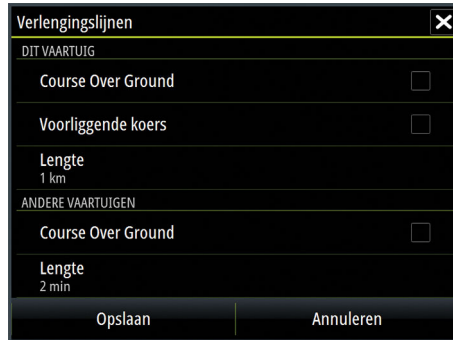 Verlengingslijnen
DIT VAARTUIG
Course Over Ground
Voorliggende koers
Lengte
1 km
ANDERE VAARTUIGEN
Course Over Ground
Lengte
2 min
Opslaan Annuleren